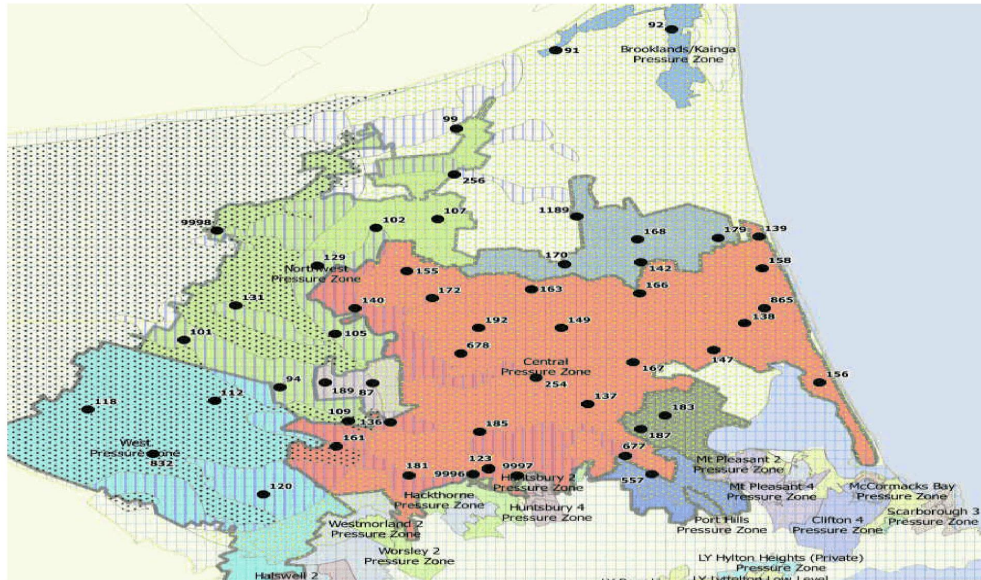 92
91
Brooklands/Kainga
Pressure Zone
99
256
107
1189
102
9998
168
179
139
129
Northwest
Pressure Zone
155
170
142
158
172
163
166
131
140
865
192
149
138
101
105
678
147
Central
Pressure Zone
167
254
94
189
87
156
118
112
137
183
109
136
161
185
187
West
Pressure Zone
832
677
123
9996
9997
181
557
Mt Pleasant 2
Pressure Zone
120
Huntsbury 2
Pressure Zone
Hackthorne
Pressure Zone
Mt Pleasant 4
Pressure Zone
McCormacks Bay
Pressure Zone
Huntsbury 4
Pressure Zone
Scarborough 3
Pressure Zone
Westmorland 2
Pressure Zone
Port Hills
Pressure Zone
Clifton 4
Pressure Zone
Worsley 2
Pressure Zone
LY Hylton Heights (Private)
Pressure Zone
Halswell 2
LY Lyttelton Low Level